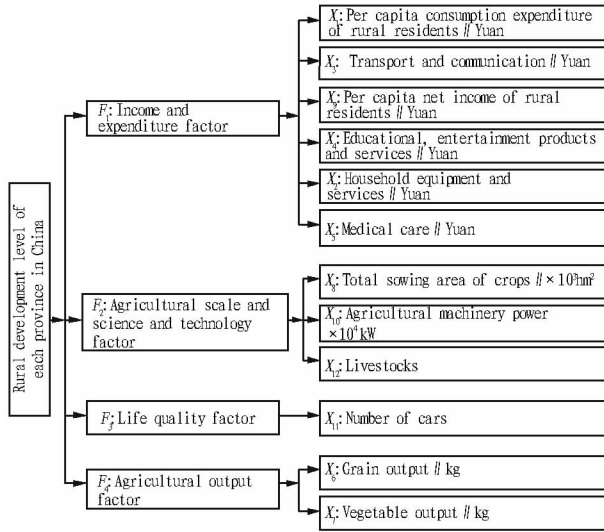 Rural development level of
each province in China
F₁: Income and
expenditure factor
X₁: Per capita consumption expenditure
of rural residents // Yuan
X₃: Transport and communication // Yuan
X₉: Per capita net income of rural
residents // Yuan
X₄: Educational, entertainment products
and services // Yuan
X₂: Household equipment and
services // Yuan
X₅: Medical care // Yuan
F₂: Agricultural scale and
science and technology
factor
X₈: Total sowing area of crops // × 10³hm²
X₁₀: Agricultural machinery power
×10⁴kW
X₁₂: Livestocks
F₃: Life quality factor
X₁₁: Number of cars
F₄: Agricultural output
factor
X₆: Grain output // kg
X₇: Vegetable output // kg